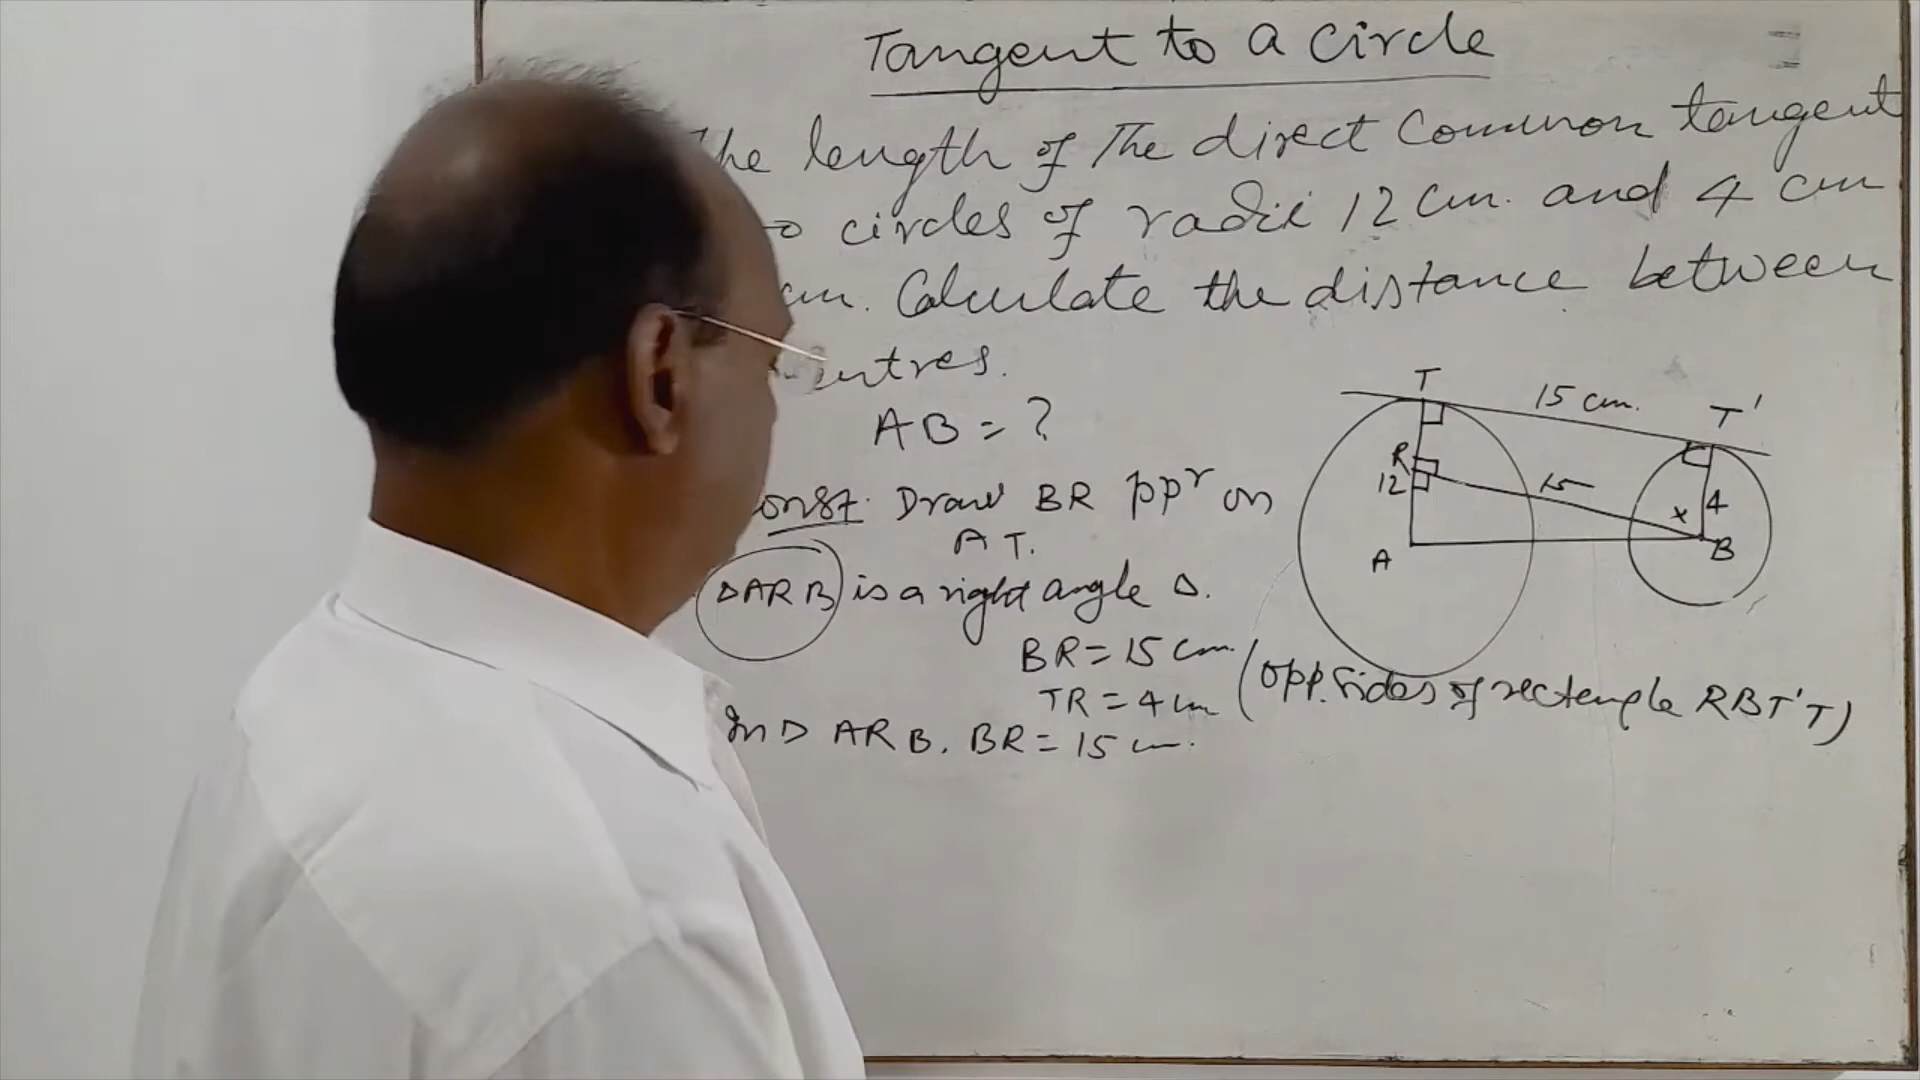 Tangent to a circle
The length of The direct Common tangent
circles of radii 12 cm. and 4 cm
cm. Calculate the distance between
centres.
AB = ?
Const. Draw BR ppr on
AT.
Δ ARB is a right angle Δ.
BR = 15 cm.
TR = 4 cm (opp. sides of rectangle RBT'T)
In Δ ARB. BR = 15 cm.
T
15 cm.
T'
R
12
15
x
4
A
B